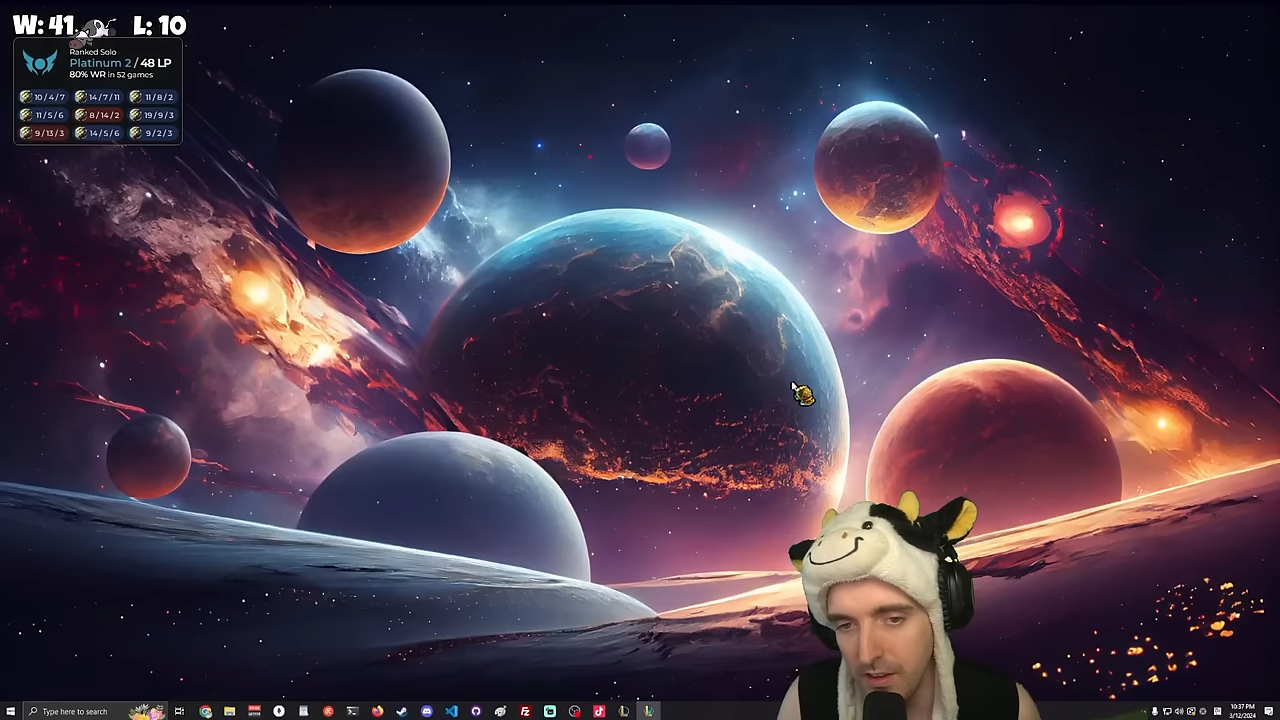 W: 41 L: 10
Ranked Solo
Platinum 2 / 48 LP
80% WR in 52 games
10/4/7 14/7/11 11/8/2
11/5/6 8/14/2 19/9/3
9/13/3 14/5/6 9/2/3
Type here to search
10:37 PM
3/12/2024